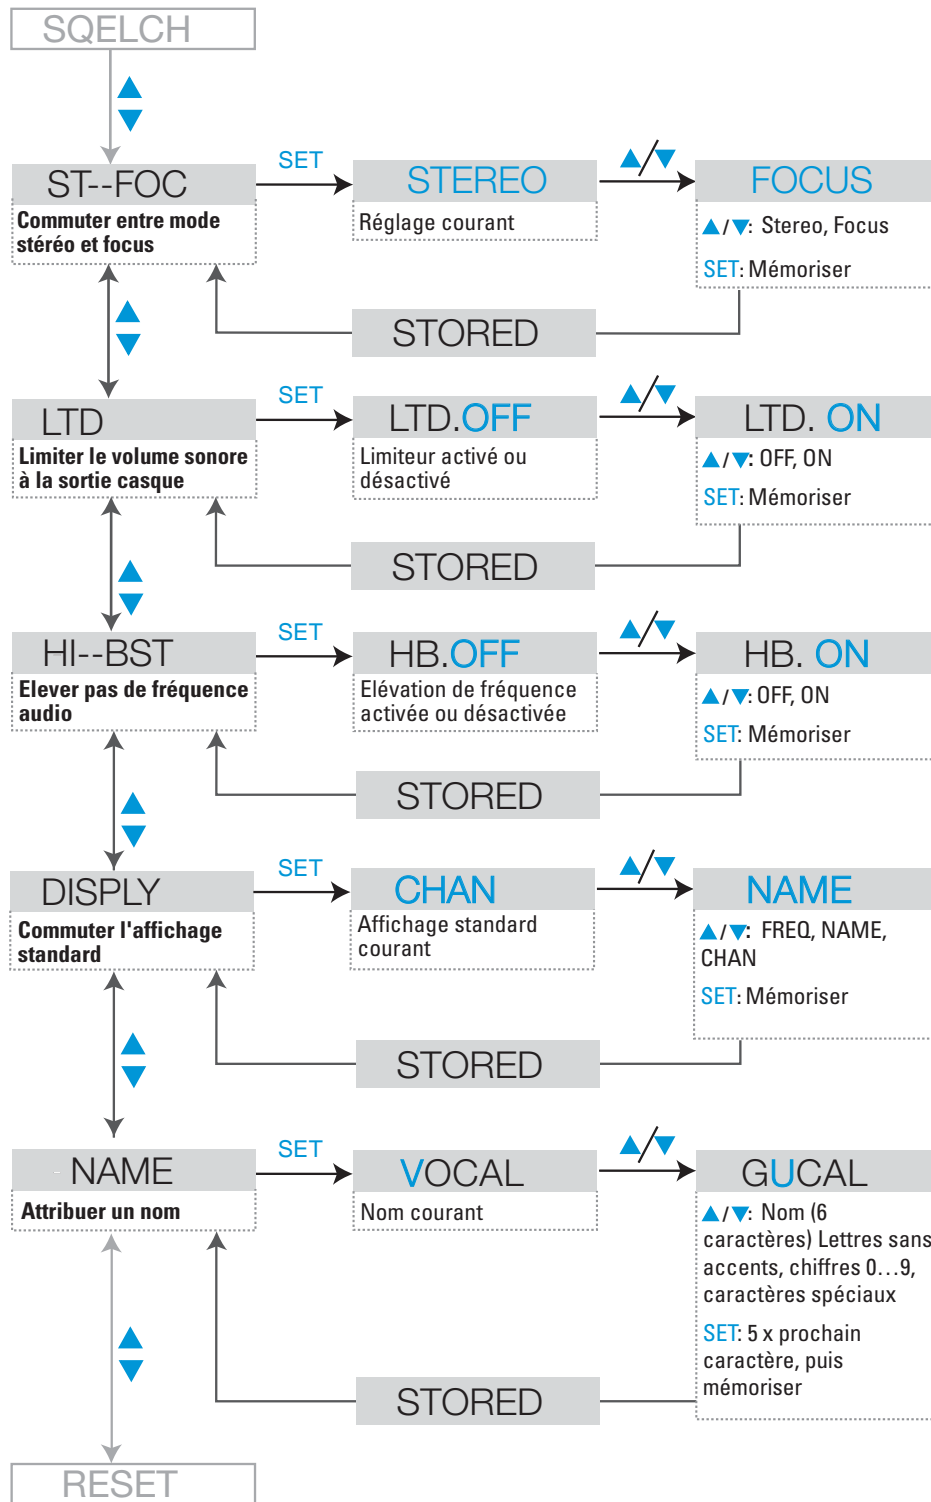 SQELCH
ST--FOC
SET
STEREO
▲/▼
FOCUS
Commuter entre mode
stéréo et focus
Réglage courant
▲/▼: Stereo, Focus
SET: Mémoriser
STORED
LTD
SET
LTD.OFF
▲/▼
LTD. ON
Limiter le volume sonore
à la sortie casque
Limiteur activé ou
désactivé
▲/▼: OFF, ON
SET: Mémoriser
STORED
HI--BST
SET
HB.OFF
▲/▼
HB. ON
Elever pas de fréquence
audio
Elévation de fréquence
activée ou désactivée
▲/▼: OFF, ON
SET: Mémoriser
STORED
DISPLY
SET
CHAN
▲/▼
NAME
Commuter l'affichage
standard
Affichage standard
courant
▲/▼: FREQ, NAME,
CHAN
SET: Mémoriser
STORED
NAME
SET
VOCAL
▲/▼
GUCAL
Attribuer un nom
Nom courant
▲/▼: Nom (6
caractères) Lettres sans
accents, chiffres 0...9,
caractères spéciaux
SET: 5 x prochain
caractère, puis
mémoriser
STORED
RESET